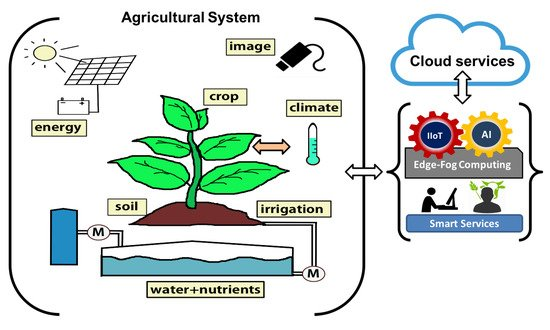 Agricultural System
image
crop
climate
energy
soil
irrigation
M
M
water+nutrients
Cloud services
IIoT
AI
Edge-Fog Computing
Smart Services